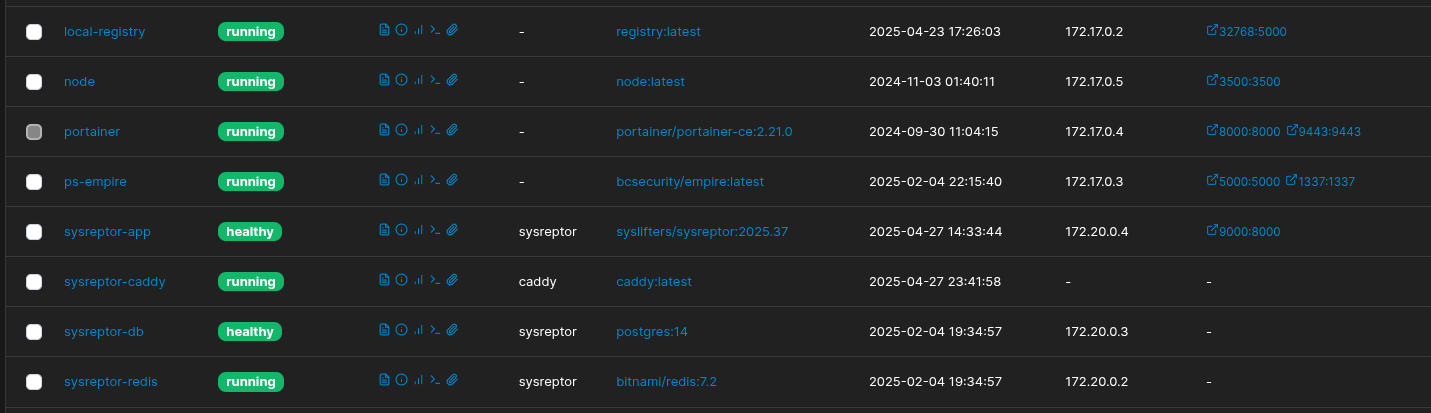 local-registry running - registry:latest 2025-04-23 17:26:03 172.17.0.2 32768:5000
node running - node:latest 2024-11-03 01:40:11 172.17.0.5 3500:3500
portainer running - portainer/portainer-ce:2.21.0 2024-09-30 11:04:15 172.17.0.4 8000:8000 9443:9443
ps-empire running - bcsecurity/empire:latest 2025-02-04 22:15:40 172.17.0.3 5000:5000 1337:1337
sysreptor-app healthy sysreptor syslifters/sysreptor:2025.37 2025-04-27 14:33:44 172.20.0.4 9000:8000
sysreptor-caddy running caddy caddy:latest 2025-04-27 23:41:58 - -
sysreptor-db healthy sysreptor postgres:14 2025-02-04 19:34:57 172.20.0.3 -
sysreptor-redis running sysreptor bitnami/redis:7.2 2025-02-04 19:34:57 172.20.0.2 -